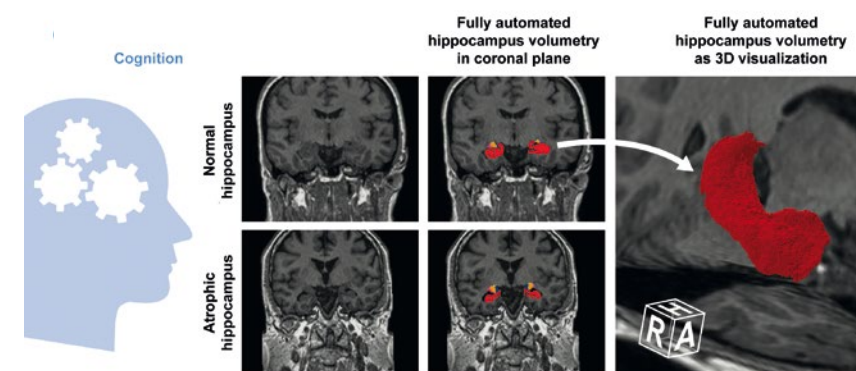 Cognition
Fully automated
hippocampus volumetry
in coronal plane
Fully automated
hippocampus volumetry
as 3D visualization
Normal
hippocampus
Atrophic
hippocampus
H
R A